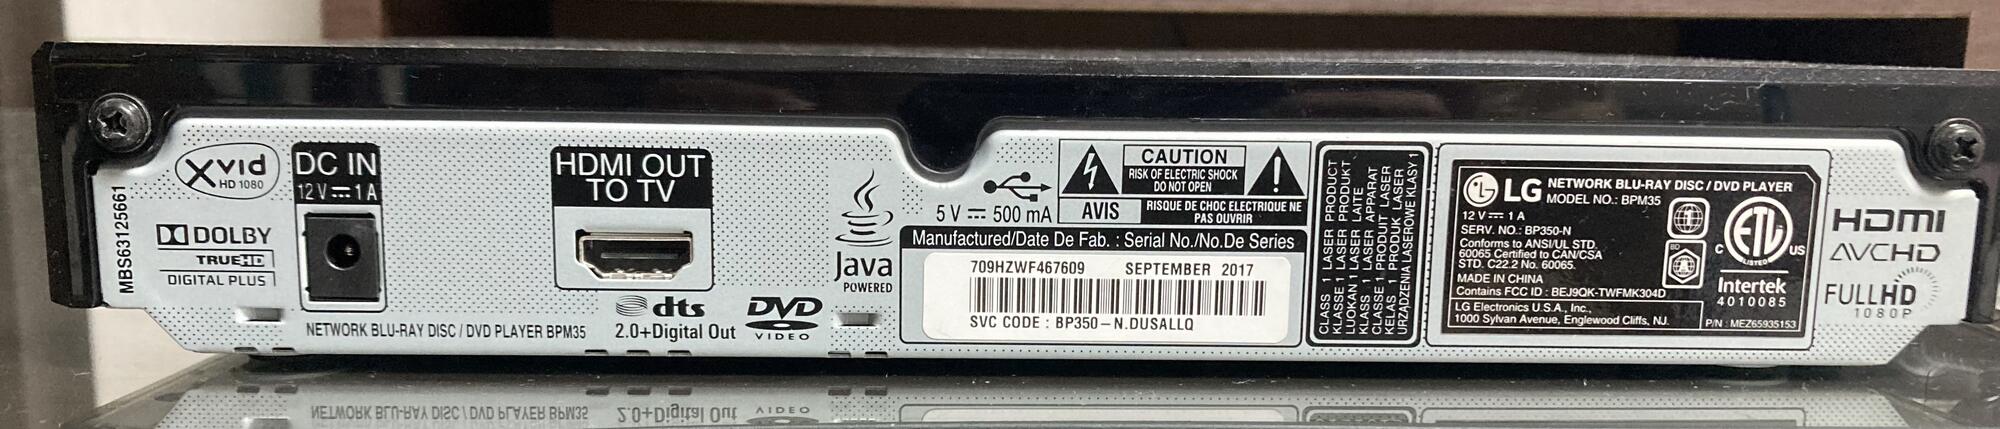 MBS63125661
Xvid
HD 1080
DOLBY
TRUEHD
DIGITAL PLUS
DC IN
12 V ⎓ 1 A
HDMI OUT
TO TV
NETWORK BLU-RAY DISC / DVD PLAYER BPM35
dts
2.0+Digital Out
DVD
VIDEO
Java
POWERED
5 V ⎓ 500 mA
CAUTION
RISK OF ELECTRIC SHOCK
DO NOT OPEN
AVIS
RISQUE DE CHOC ELECTRIQUE NE
PAS OUVRIR
Manufactured/Date De Fab. : Serial No./No.De Series
709HZWF467609 SEPTEMBER 2017
SVC CODE : BP350-N.DUSALLQ
CLASS 1 LASER PRODUCT
KLASSE 1 LASER PRODUKT
LUOKAN 1 LASER LAITE
KLASS 1 LASER APPARAT
CLASSE 1 PRODUIT LASER
KELAS 1 PRODUK LASER
URZĄDZENIA LASEROWE KLASY 1
LG NETWORK BLU-RAY DISC / DVD PLAYER
MODEL NO.: BPM35
12 V ⎓ 1 A
SERV. NO.: BP350-N
Conforms to ANSI/UL STD.
60065 Certified to CAN/CSA
STD. C22.2 No. 60065.
MADE IN CHINA
Contains FCC ID : BEJ9QK-TWFMK304D
LG Electronics U.S.A., Inc.,
1000 Sylvan Avenue, Englewood Cliffs, NJ.
1
BD
A
ETL
C US
LISTED
Intertek
4010085
P/N : MEZ65935153
HDMI
AVCHD
FULLHD
1080P